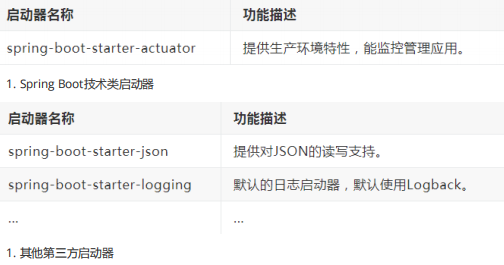 启动器名称 功能描述
spring-boot-starter-actuator 提供生产环境特性，能监控管理应用。
1. Spring Boot技术类启动器
启动器名称 功能描述
spring-boot-starter-json 提供对JSON的读写支持。
spring-boot-starter-logging 默认的日志启动器，默认使用Logback。
... ...
1. 其他第三方启动器